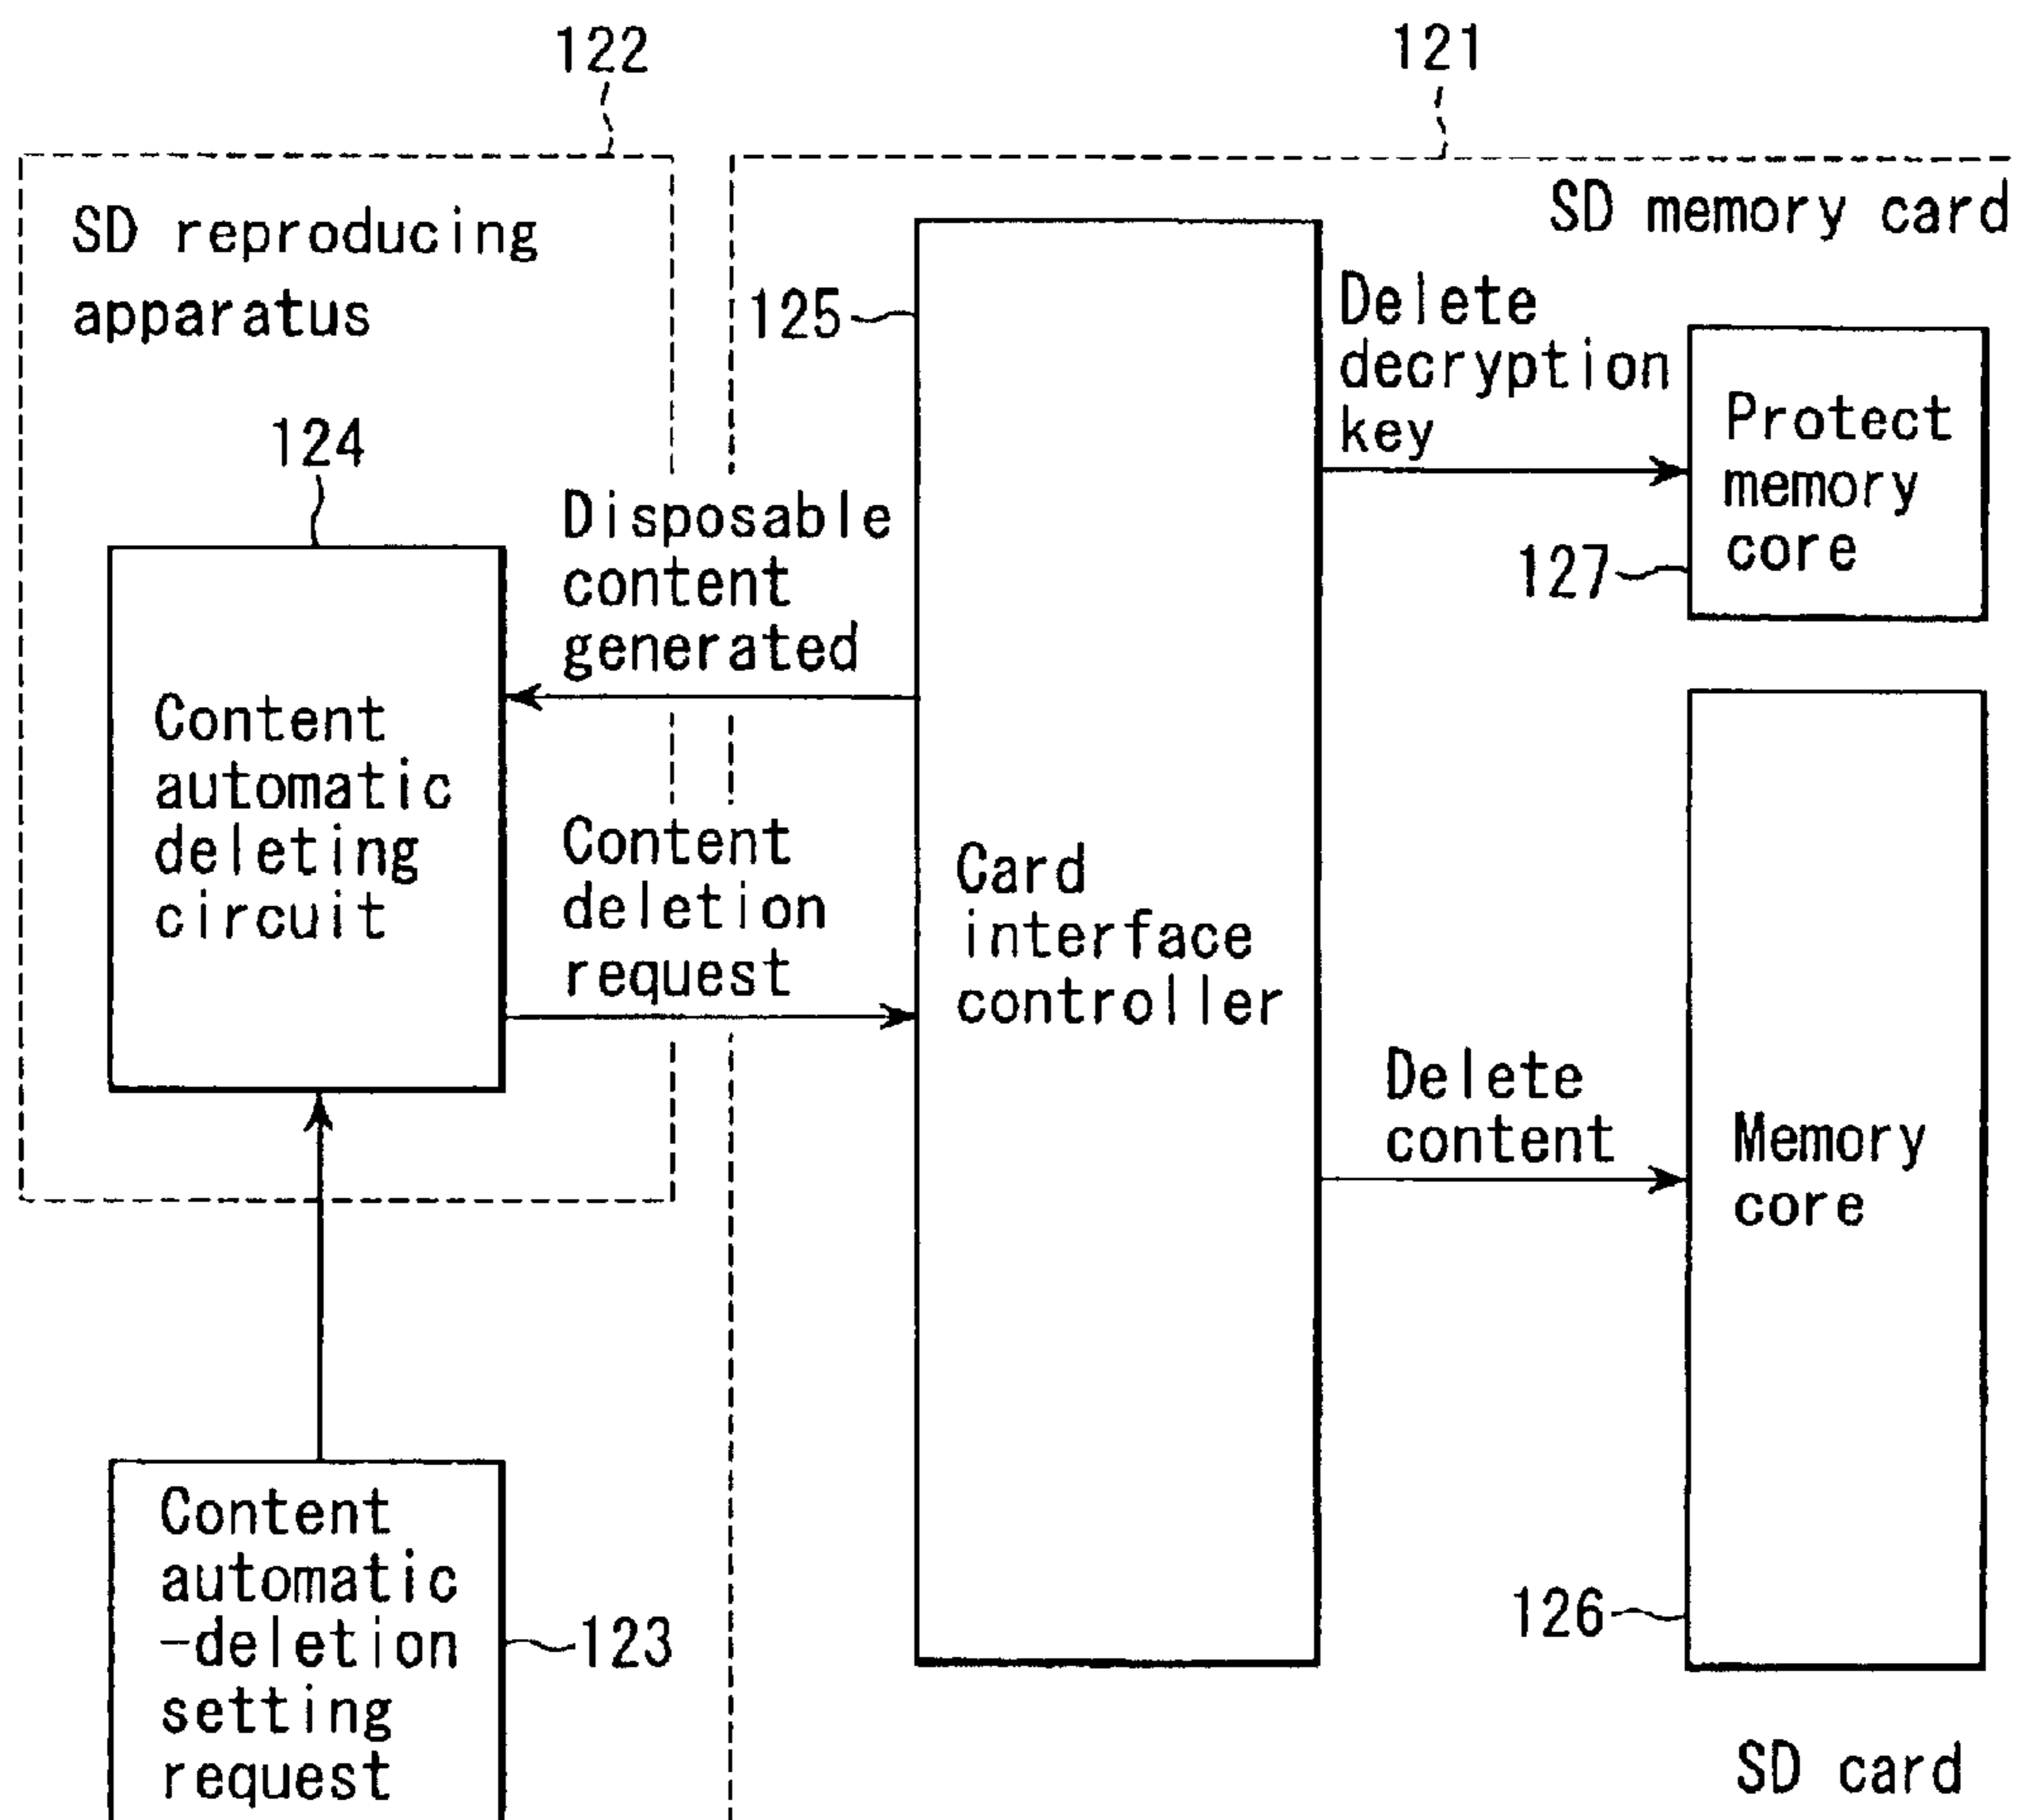 122
121
SD reproducing
apparatus
SD memory card
125
Delete
decryption
key
Protect
memory
core
127
124
Disposable
content
generated
Content
automatic
deleting
circuit
Content
deletion
request
Card
interface
controller
Delete
content
Memory
core
126
Content
automatic
-deletion
setting
request
123
SD card